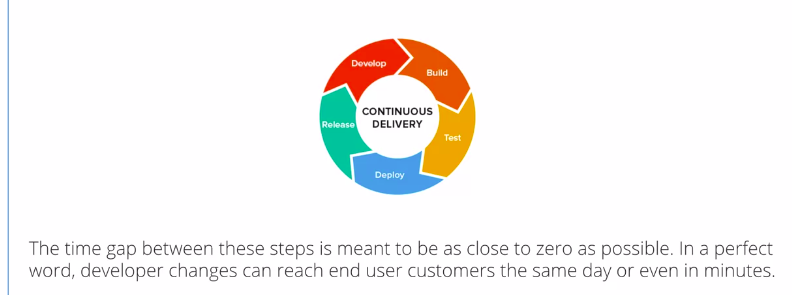 Develop
Build
CONTINUOUS
DELIVERY
Release
Test
Deploy
The time gap between these steps is meant to be as close to zero as possible. In a perfect
word, developer changes can reach end user customers the same day or even in minutes.